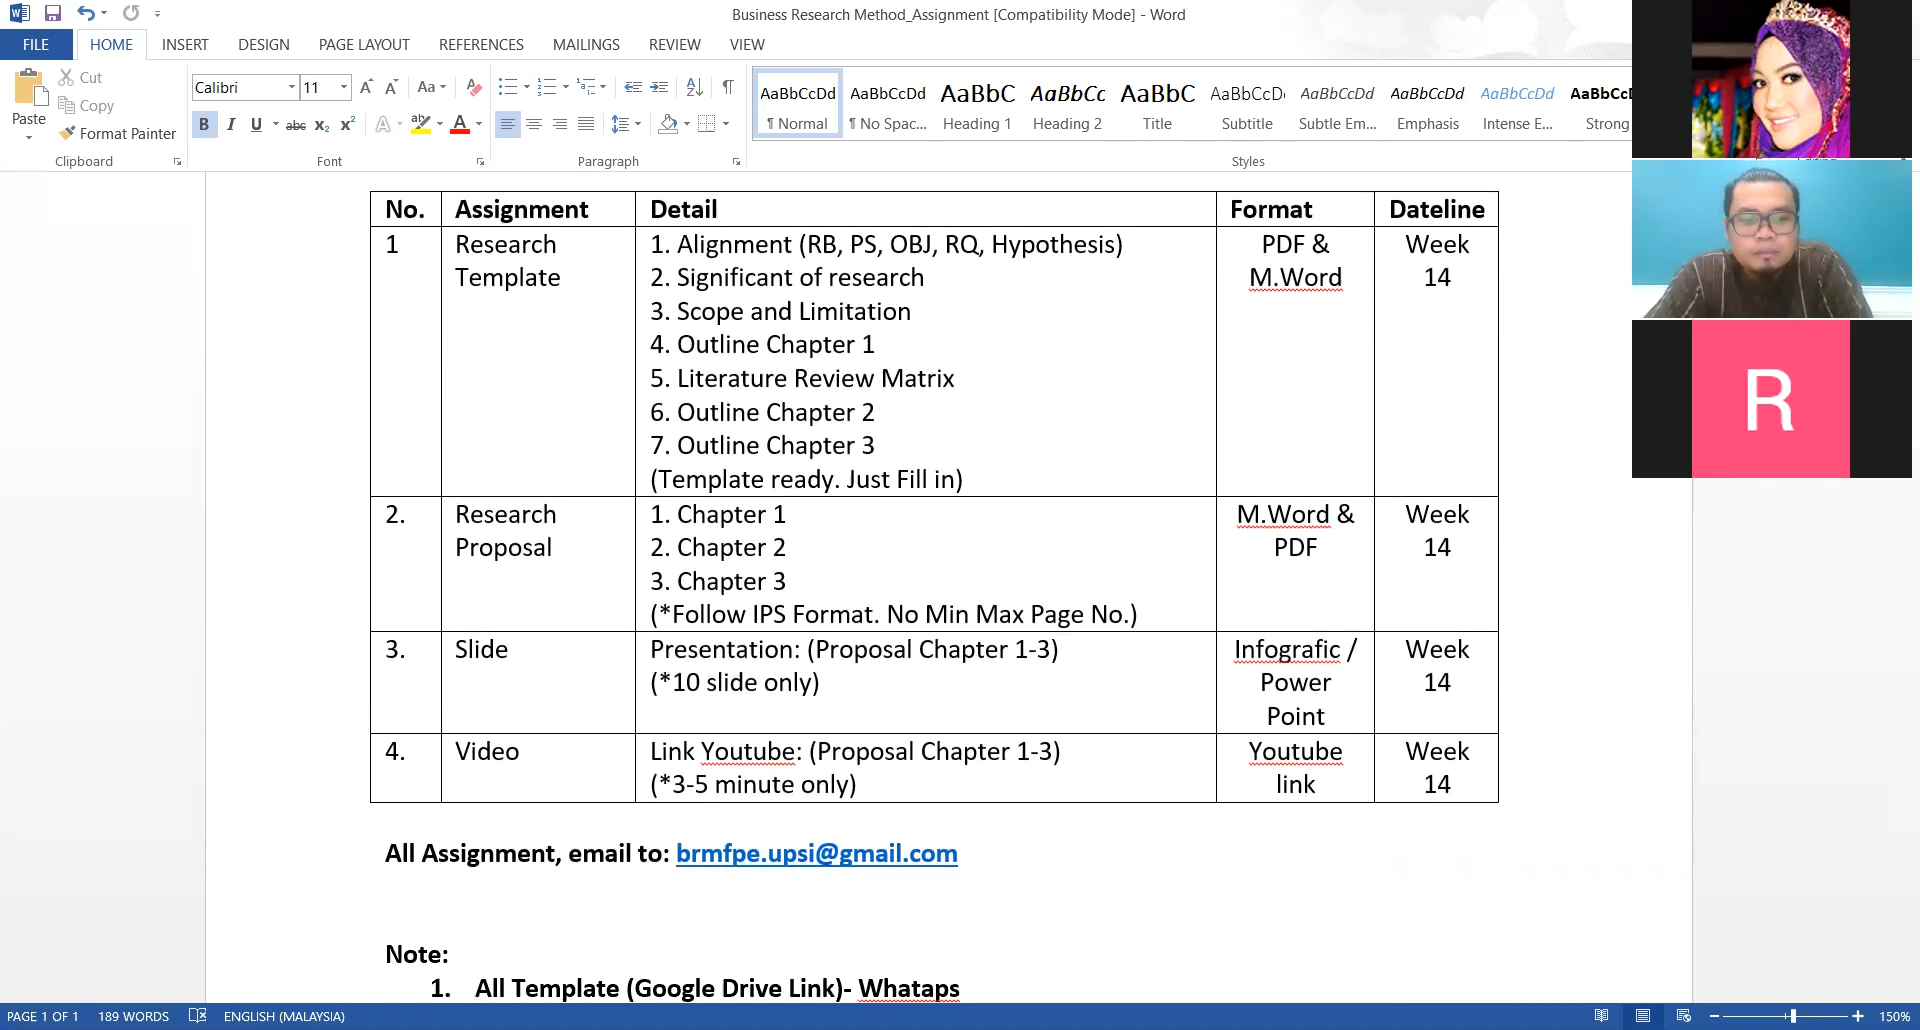 Business Research Method_Assignment [Compatibility Mode] - Word
FILE HOME INSERT DESIGN PAGE LAYOUT REFERENCES MAILINGS REVIEW VIEW
Paste
Cut
Copy
Format Painter
Clipboard
Calibri 11
Aa
B I U abc x₂ x² A ab A
Font
Paragraph
AaBbCcDd AaBbCcDd AaBbC AaBbCc AaBbC AaBbCcD AaBbCcDd AaBbCcDd AaBbCcDd AaBbCcD
¶ Normal ¶ No Spac... Heading 1 Heading 2 Title Subtitle Subtle Em... Emphasis Intense E... Strong
Styles
R
No. Assignment Detail Format Dateline
1 Research Template
1. Alignment (RB, PS, OBJ, RQ, Hypothesis)
2. Significant of research
3. Scope and Limitation
4. Outline Chapter 1
5. Literature Review Matrix
6. Outline Chapter 2
7. Outline Chapter 3
(Template ready. Just Fill in)
PDF &
M.Word
Week
14
2. Research Proposal
1. Chapter 1
2. Chapter 2
3. Chapter 3
(*Follow IPS Format. No Min Max Page No.)
M.Word &
PDF
Week
14
3. Slide
Presentation: (Proposal Chapter 1-3)
(*10 slide only)
Infografic /
Power
Point
Week
14
4. Video
Link Youtube: (Proposal Chapter 1-3)
(*3-5 minute only)
Youtube
link
Week
14
All Assignment, email to: brmfpe.upsi@gmail.com
Note:
1. All Template (Google Drive Link)- Whataps
PAGE 1 OF 1 189 WORDS ENGLISH (MALAYSIA) 150%